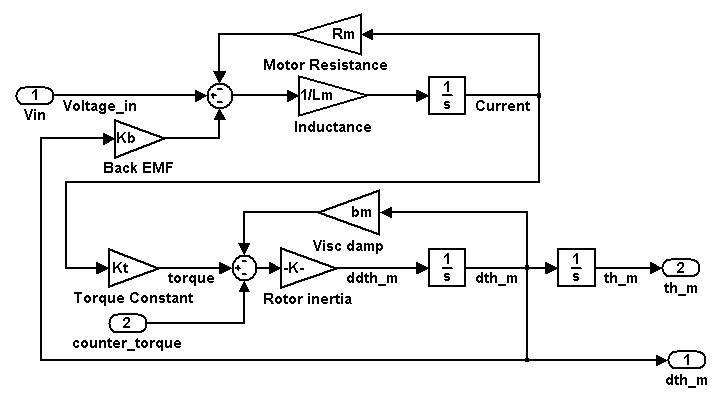 Rm
Motor Resistance
1
Vin
Voltage_in
+
-
-
1/Lm
Inductance
1
s
Current
Kb
Back EMF
bm
Visc damp
Kt
Torque Constant
torque
+
-
-
-K-
Rotor inertia
ddth_m
1
s
dth_m
1
s
th_m
2
th_m
2
counter_torque
1
dth_m